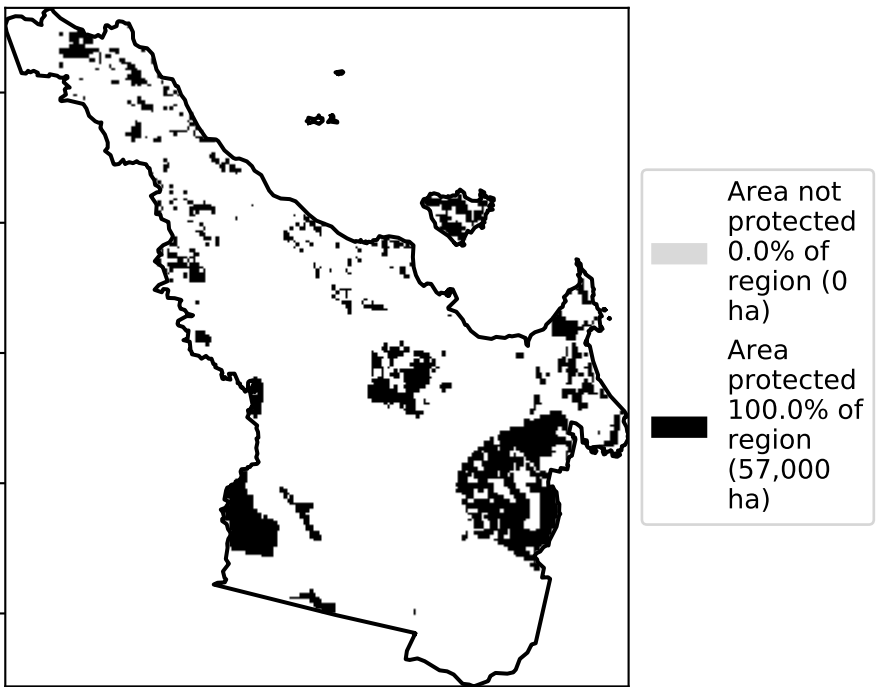 Area not
protected
0.0% of
region (0
ha)
Area
protected
100.0% of
region
(57,000
ha)